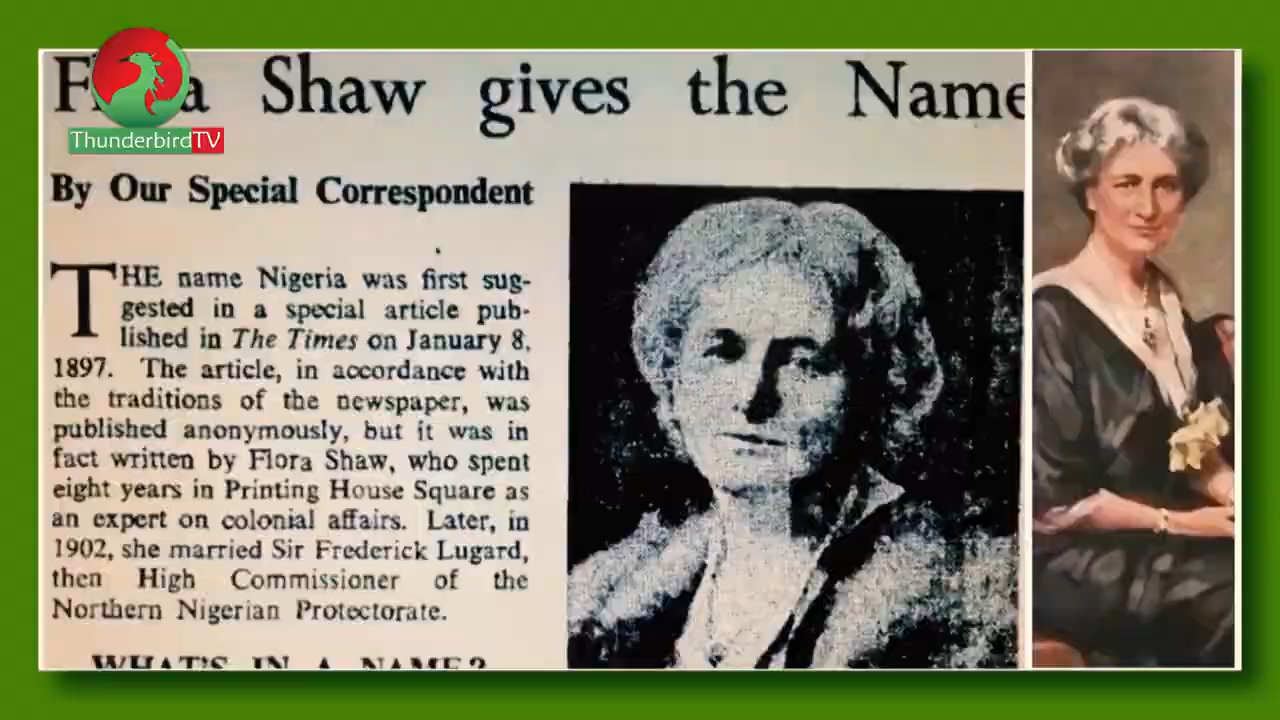 Flora Shaw gives the Name
ThunderbirdTV
By Our Special Correspondent
THE name Nigeria was first sug-
gested in a special article pub-
lished in The Times on January 8,
1897. The article, in accordance with
the traditions of the newspaper, was
published anonymously, but it was in
fact written by Flora Shaw, who spent
eight years in Printing House Square as
an expert on colonial affairs. Later, in
1902, she married Sir Frederick Lugard,
then High Commissioner of the
Northern Nigerian Protectorate.
WHAT'S IN A NAME?